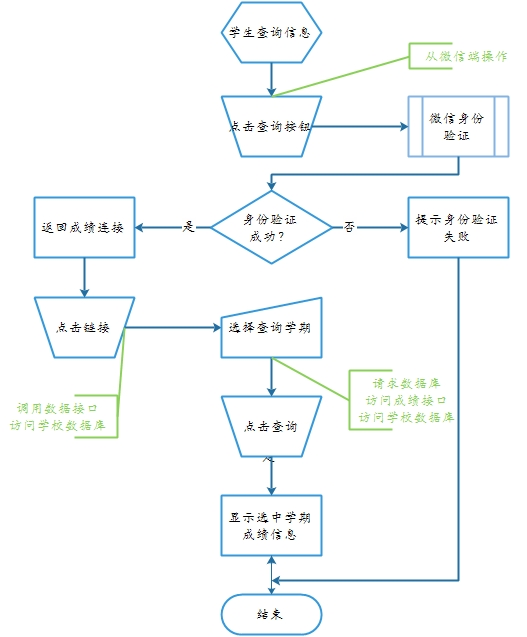 学生查询信息
从微信端操作
点击查询按钮
微信身份
验证
返回成绩连接
是
身份验证
成功？
否
提示身份验证
失败
点击链接
选择查询学期
调用数据接口
访问学校数据库
请求数据库
访问成绩接口
访问学校数据库
点击查询
是
显示选中学期
成绩信息
结束